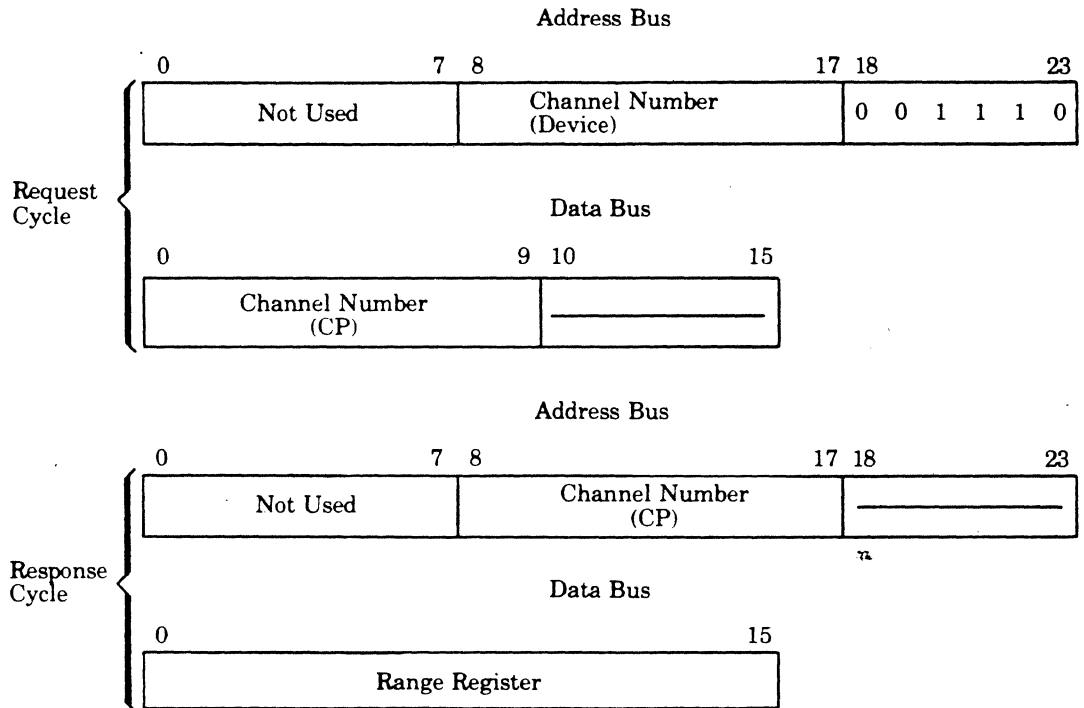 Address Bus
0 7 8 17 18 23
Not Used
Channel Number
(Device)
0 0 1 1 1 0
Request
Cycle
Data Bus
0 9 10 15
Channel Number
(CP)
Address Bus
0 7 8 17 18 23
Not Used
Channel Number
(CP)
n
Response
Cycle
Data Bus
0 15
Range Register